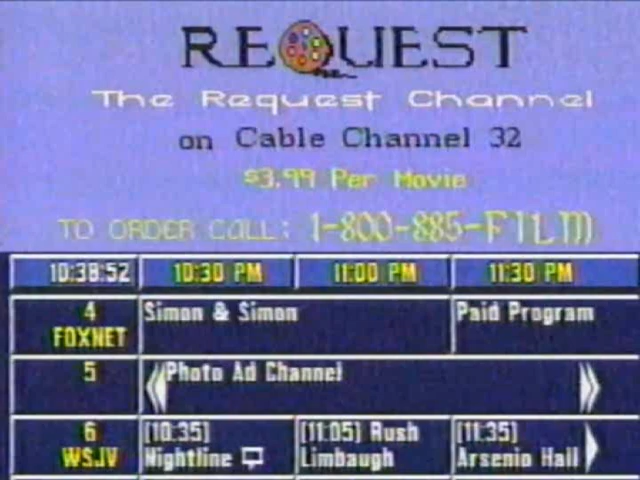 REQUEST
The Request Channel
on Cable Channel 32
$3.99 Per Movie
TO ORDER CALL: 1-800-885-FILM
10:38:52 10:30 PM 11:00 PM 11:30 PM
4 FOXNET Simon & Simon Paid Program
5 Photo Ad Channel
6 [10:35] [11:05] Rush [11:35]
WSJV Nightline Limbaugh Arsenio Hall